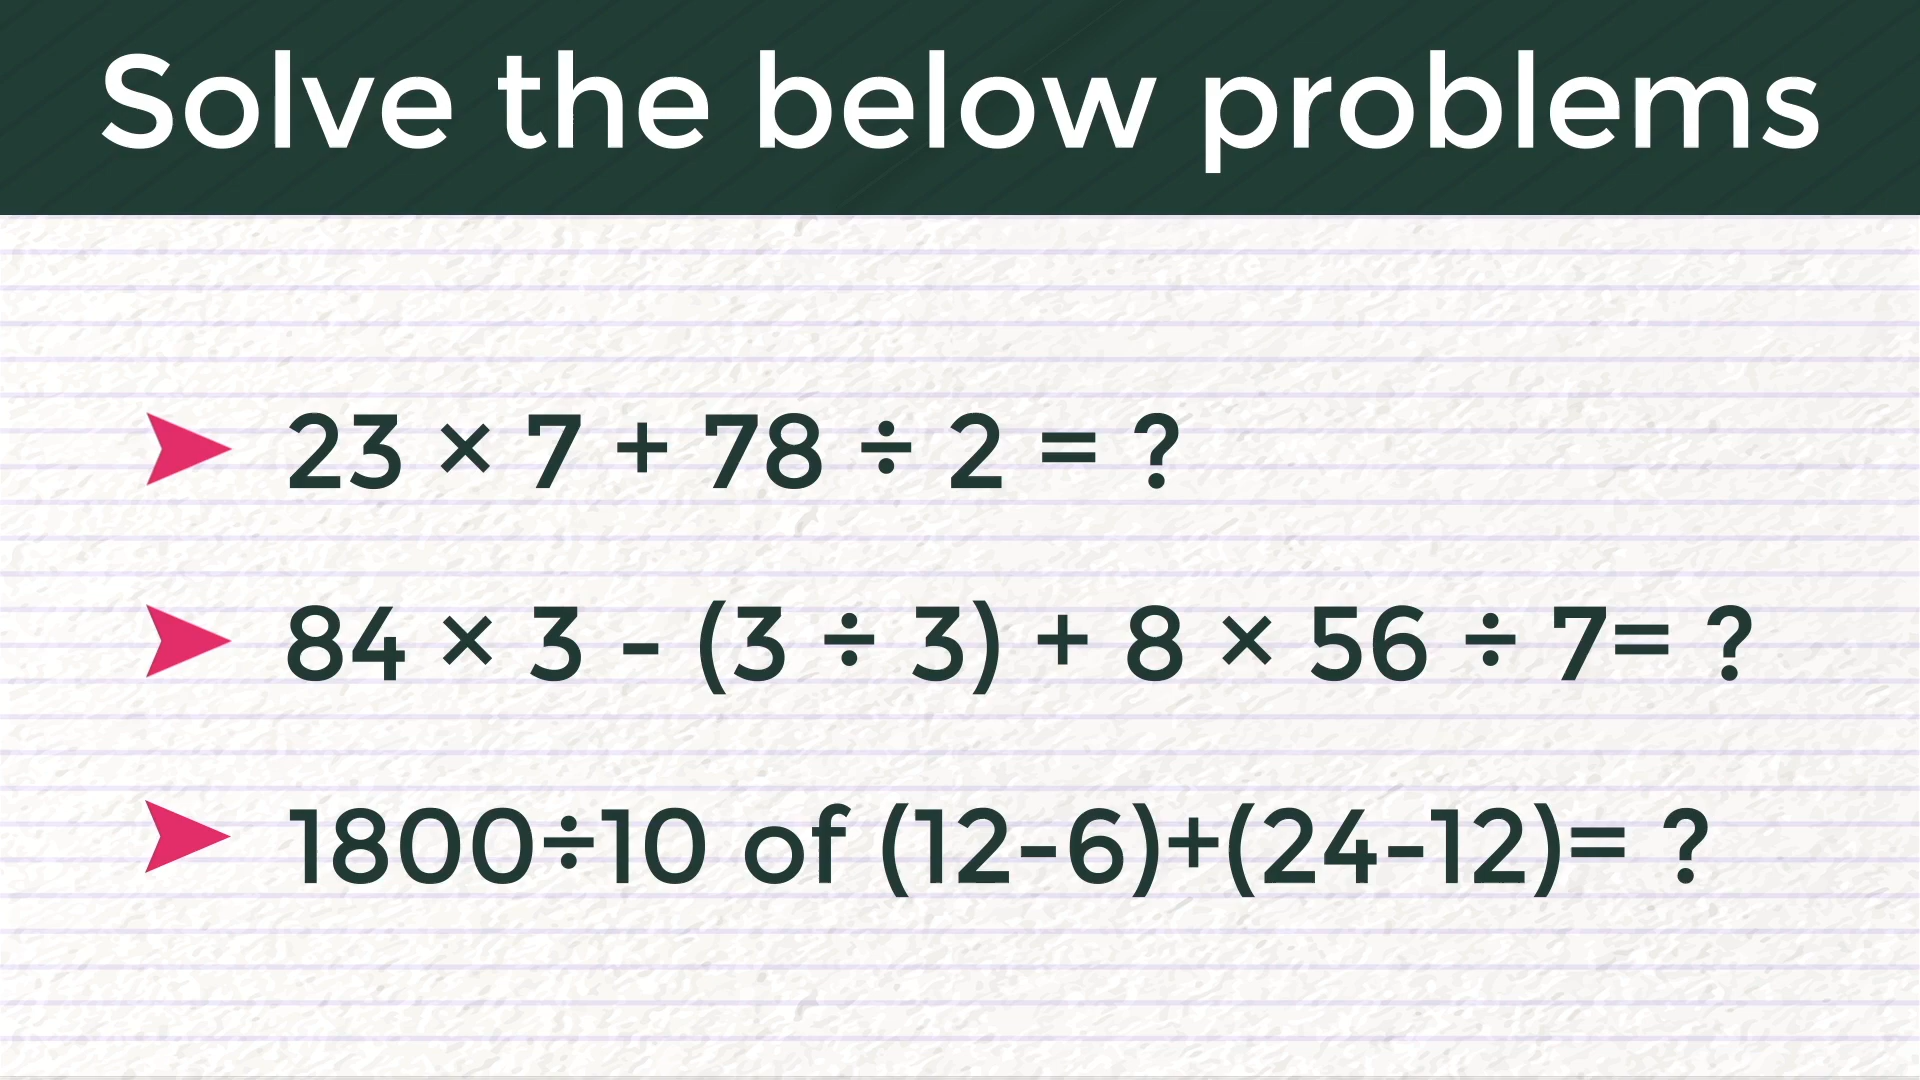 Solve the below problems
23 × 7 + 78 ÷ 2 = ?
84 × 3 - (3 ÷ 3) + 8 × 56 ÷ 7= ?
1800÷10 of (12-6)+(24-12)= ?